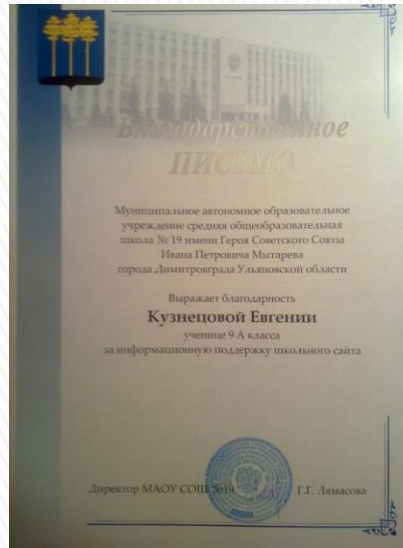 Благодарственное
ПИСЬМО
Муниципальное автономное образовательное
учреждение средняя общеобразовательная
школа № 19 имени Героя Советского Союза
Ивана Петровича Мытарева
города Димитровграда Ульяновской области
Выражает благодарность
Кузнецовой Евгении
ученице 9 А класса
за информационную поддержку школьного сайта
Директор МАОУ СОШ №19 Г.Г. Лямасова